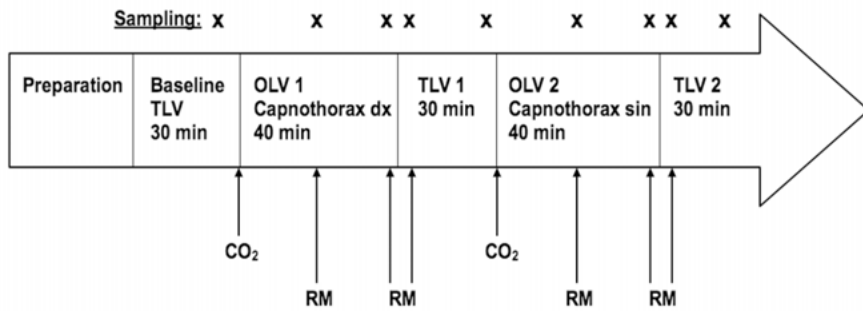 Sampling: x x x x x x x x x
Preparation
Baseline
TLV
30 min
OLV 1
Capnothorax dx
40 min
TLV 1
30 min
OLV 2
Capnothorax sin
40 min
TLV 2
30 min
CO₂
CO₂
RM
RM
RM
RM